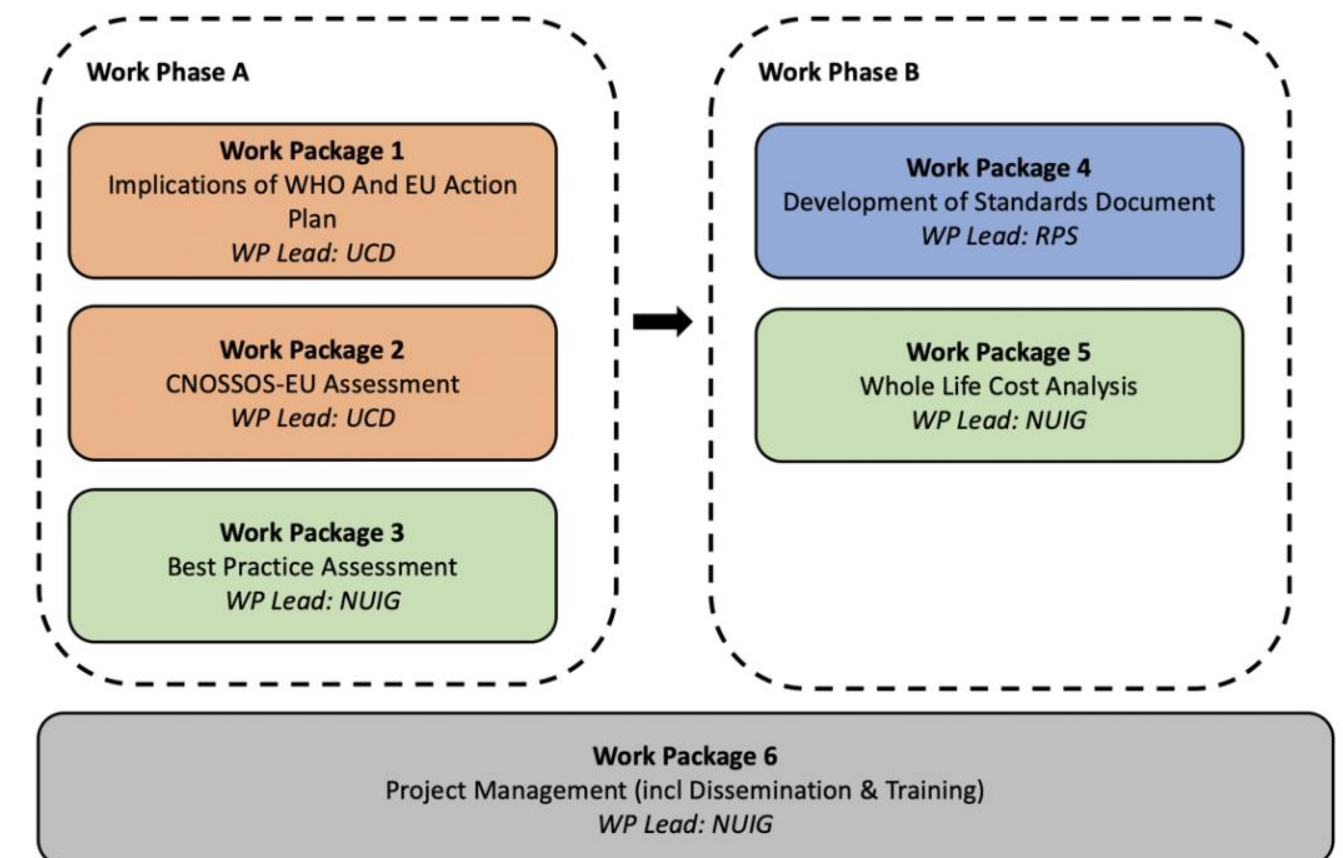 Work Phase A
Work Package 1
Implications of WHO And EU Action
Plan
WP Lead: UCD
Work Package 2
CNOSSOS-EU Assessment
WP Lead: UCD
Work Package 3
Best Practice Assessment
WP Lead: NUIG
Work Phase B
Work Package 4
Development of Standards Document
WP Lead: RPS
Work Package 5
Whole Life Cost Analysis
WP Lead: NUIG
Work Package 6
Project Management (incl Dissemination & Training)
WP Lead: NUIG